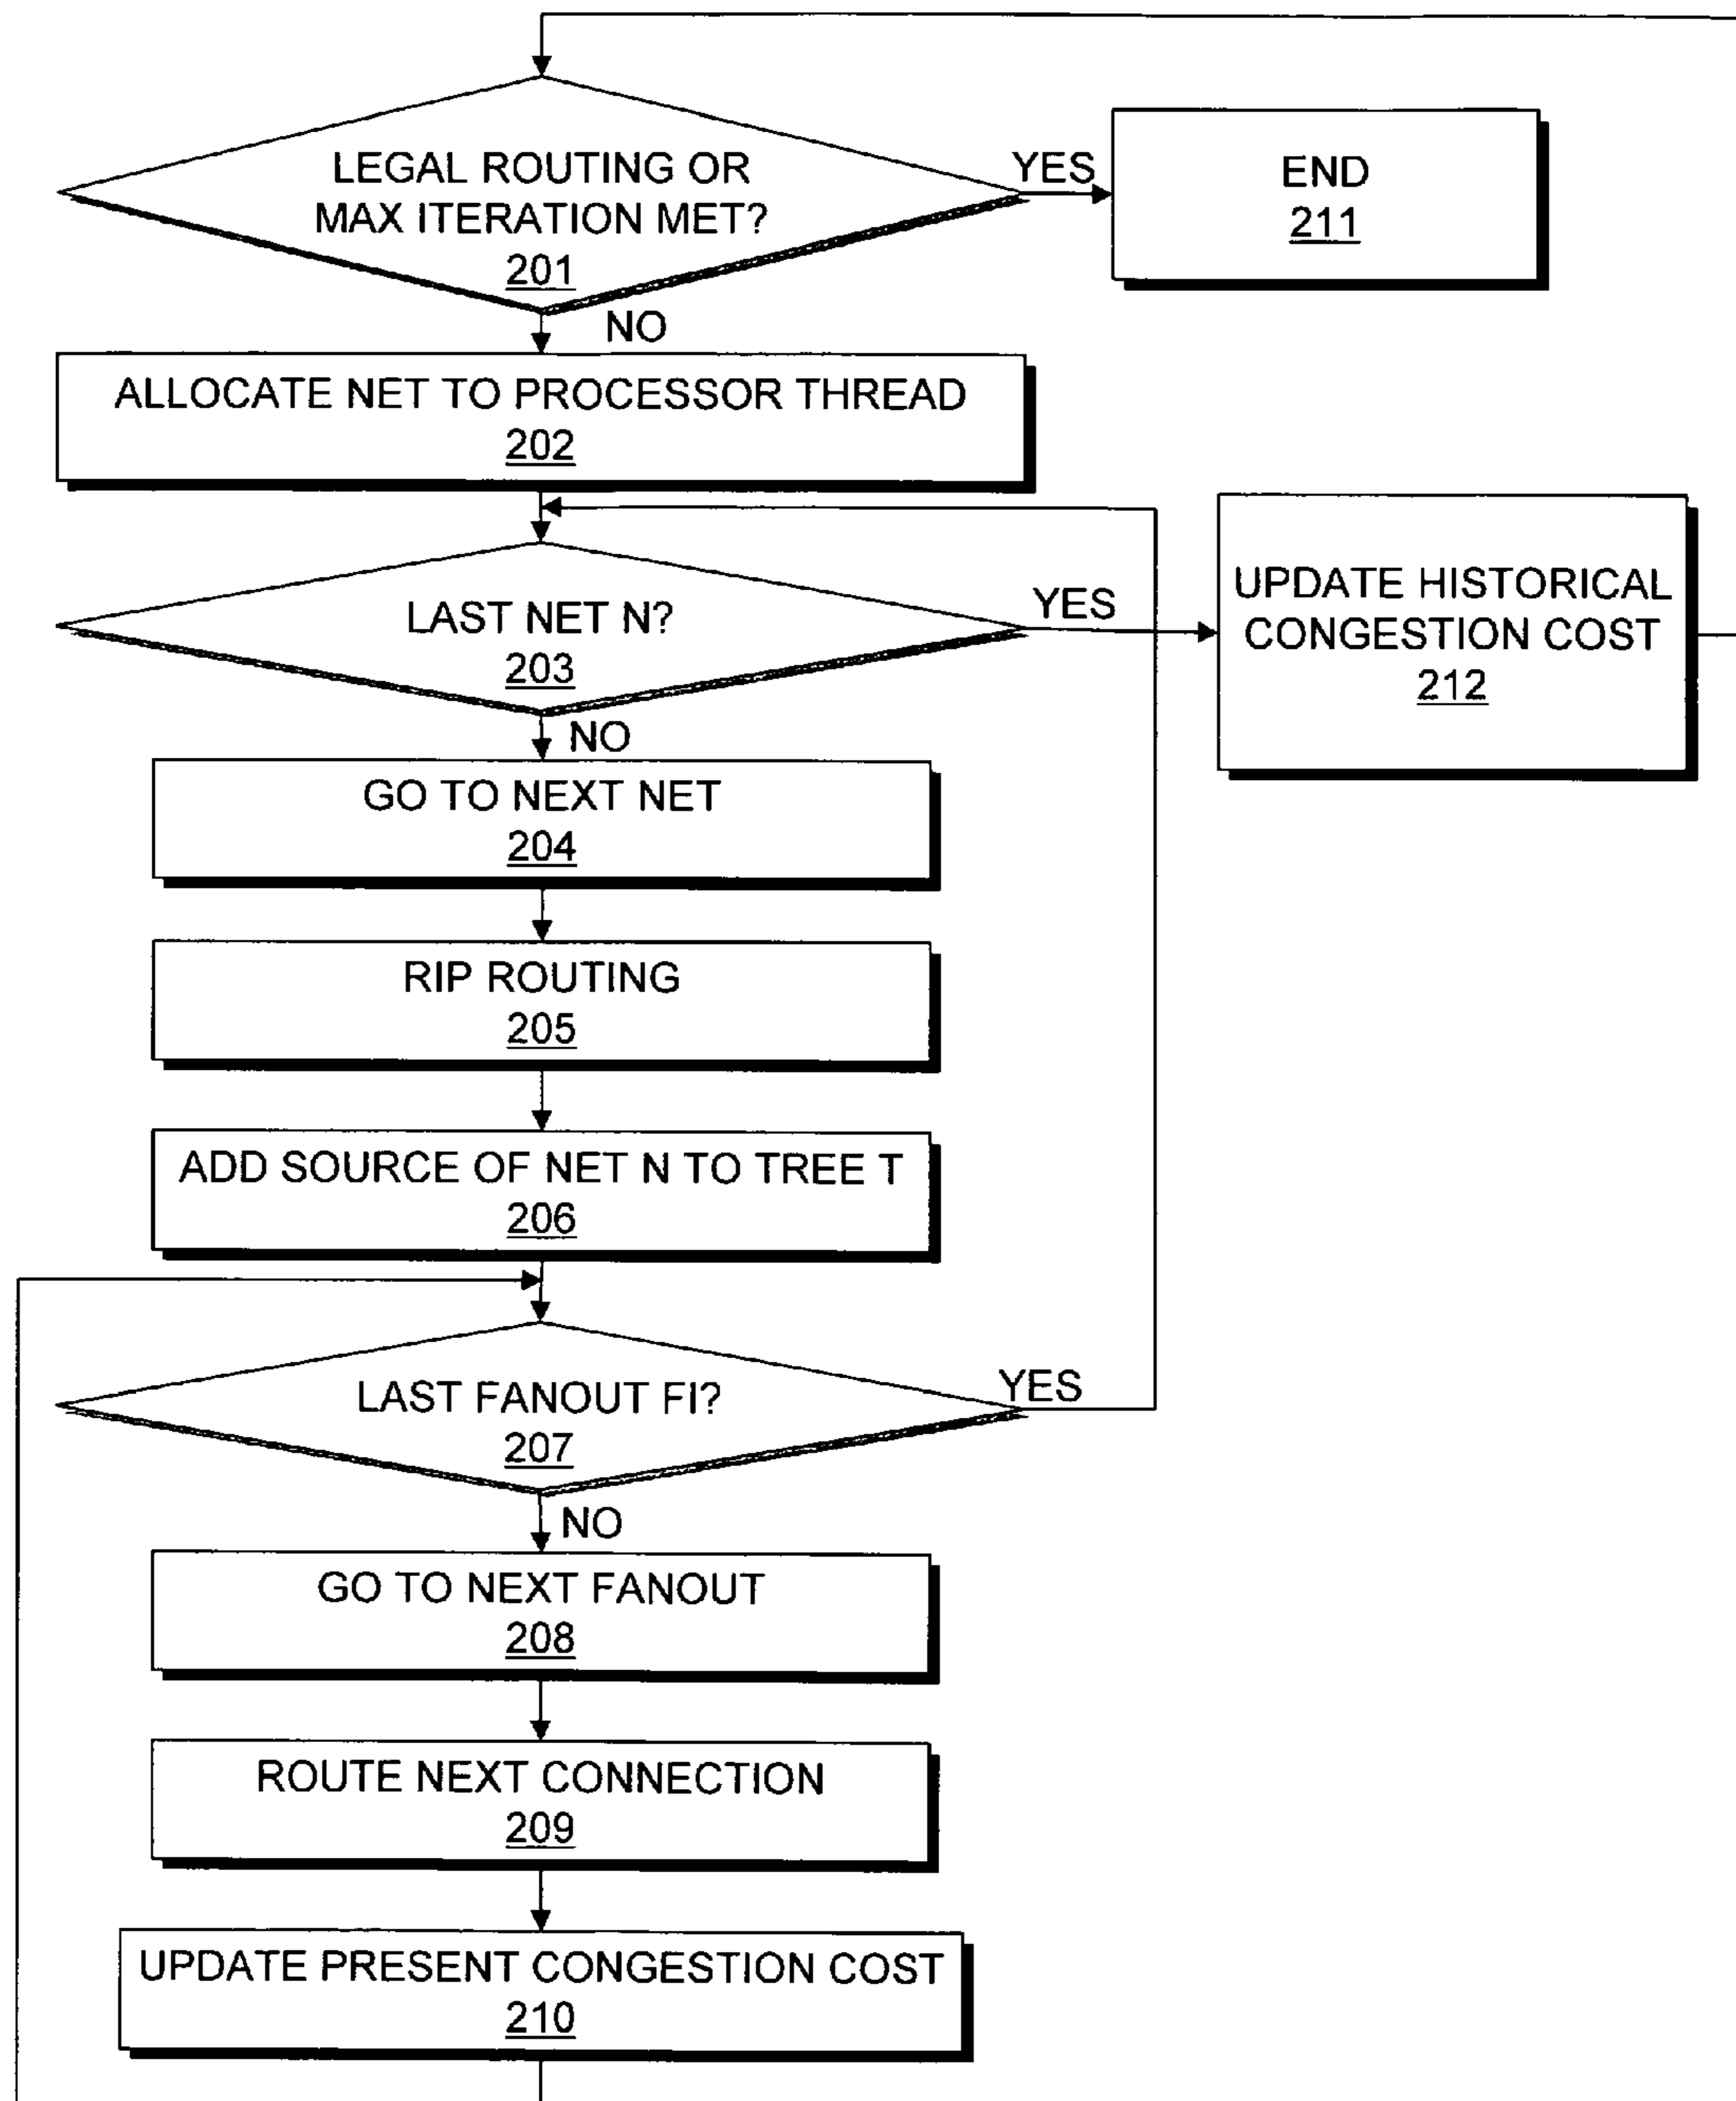 LEGAL ROUTING OR
MAX ITERATION MET?
201
YES
END
211
NO
ALLOCATE NET TO PROCESSOR THREAD
202
LAST NET N?
203
YES
UPDATE HISTORICAL
CONGESTION COST
212
NO
GO TO NEXT NET
204
RIP ROUTING
205
ADD SOURCE OF NET N TO TREE T
206
LAST FANOUT FI?
207
YES
NO
GO TO NEXT FANOUT
208
ROUTE NEXT CONNECTION
209
UPDATE PRESENT CONGESTION COST
210